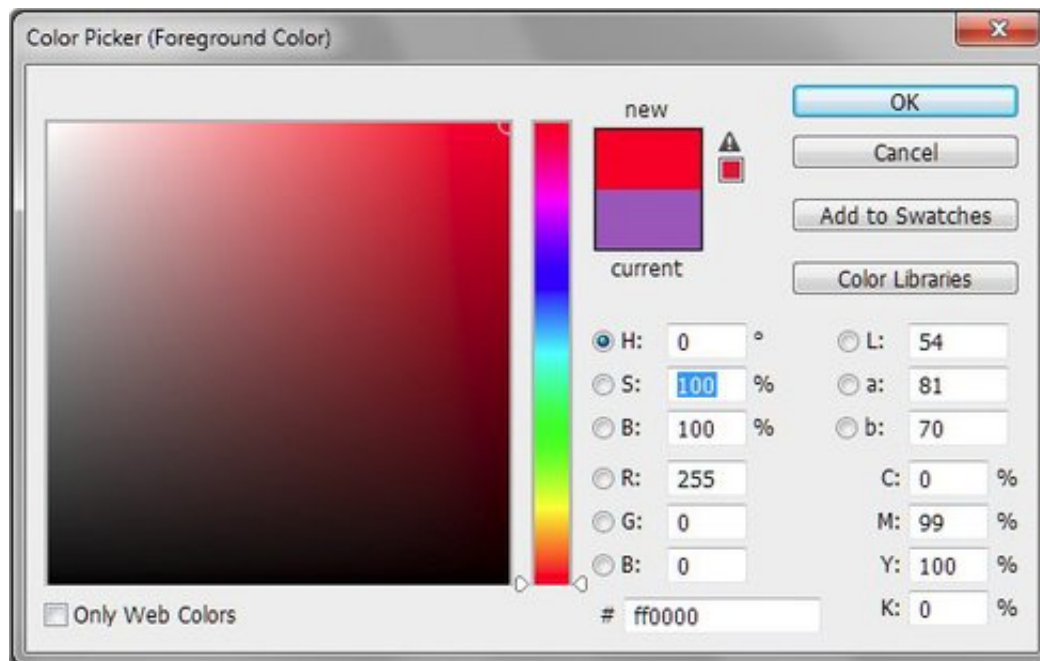 Color Picker (Foreground Color)
new
current
OK
Cancel
Add to Swatches
Color Libraries
H: 0 °
S: 100 %
B: 100 %
R: 255
G: 0
B: 0
# ff0000
L: 54
a: 81
b: 70
C: 0 %
M: 99 %
Y: 100 %
K: 0 %
Only Web Colors